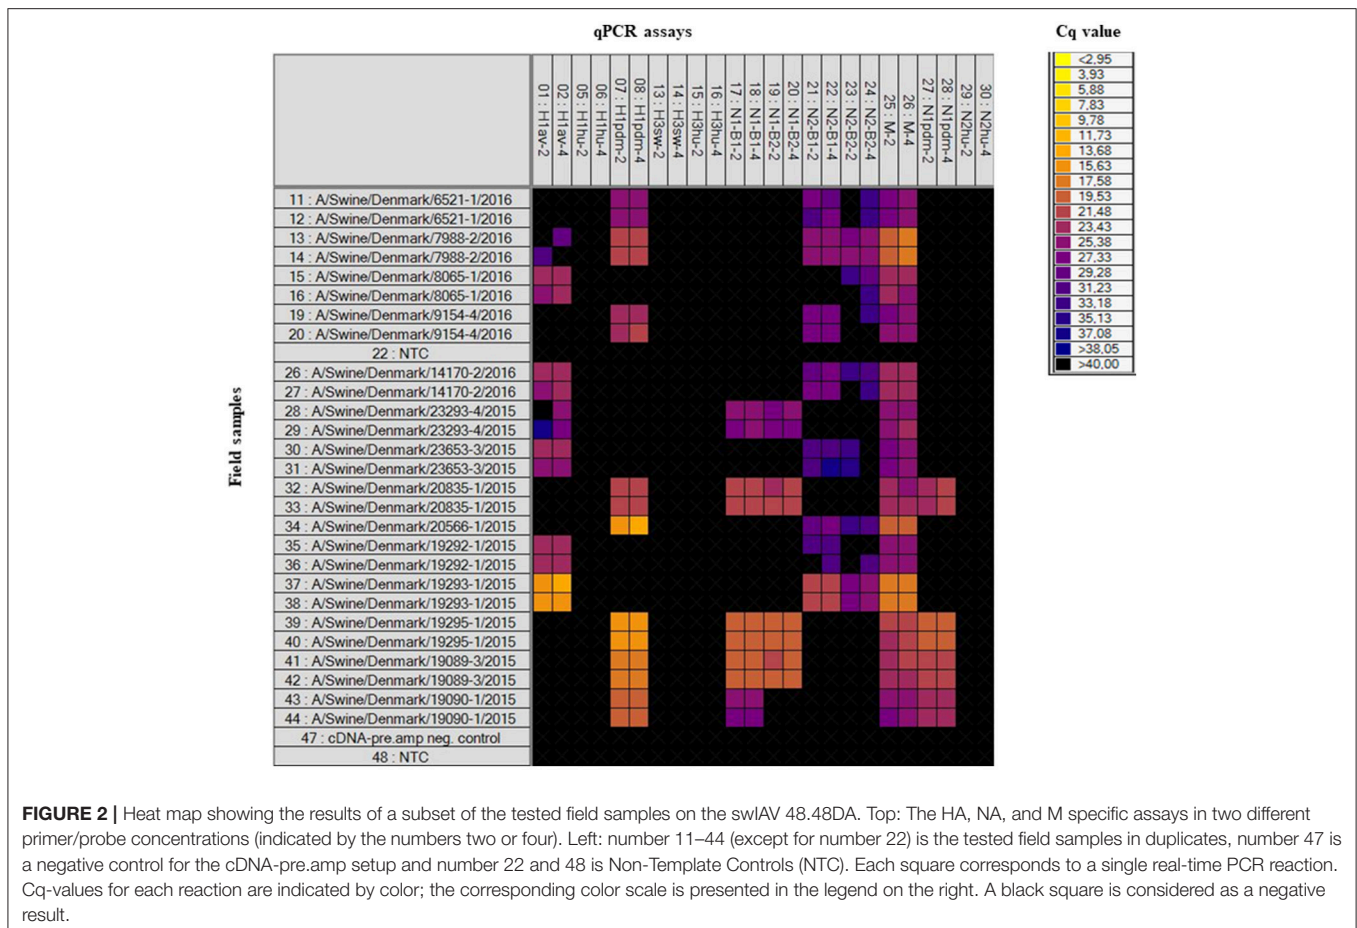 qPCR assays
Cq value
01 : H1av-2
02 : H1av-4
05 : H1hu-2
06 : H1hu-4
07 : H1pdm-2
08 : H1pdm-4
13 : H3sw-2
14 : H3sw-4
15 : H3hu-2
16 : H3hu-4
17 : N1-B1-2
18 : N1-B1-4
19 : N1-B2-2
20 : N1-B2-4
21 : N2-B1-2
22 : N2-B1-4
23 : N2-B2-2
24 : N2-B2-4
25 : M-2
26 : M-4
27 : N1pdm-2
28 : N1pdm-4
29 : N2hu-2
30 : N2hu-4
<2,95
3,93
5,88
7,83
9,78
11,73
13,68
15,63
17,58
19,53
21,48
23,43
25,38
27,33
29,28
31,23
33,18
35,13
37,08
>38,05
>40,00
Field samples
11 : A/Swine/Denmark/6521-1/2016
12 : A/Swine/Denmark/6521-1/2016
13 : A/Swine/Denmark/7988-2/2016
14 : A/Swine/Denmark/7988-2/2016
15 : A/Swine/Denmark/8065-1/2016
16 : A/Swine/Denmark/8065-1/2016
19 : A/Swine/Denmark/9154-4/2016
20 : A/Swine/Denmark/9154-4/2016
22 : NTC
26 : A/Swine/Denmark/14170-2/2016
27 : A/Swine/Denmark/14170-2/2016
28 : A/Swine/Denmark/23293-4/2015
29 : A/Swine/Denmark/23293-4/2015
30 : A/Swine/Denmark/23653-3/2015
31 : A/Swine/Denmark/23653-3/2015
32 : A/Swine/Denmark/20835-1/2015
33 : A/Swine/Denmark/20835-1/2015
34 : A/Swine/Denmark/20566-1/2015
35 : A/Swine/Denmark/19292-1/2015
36 : A/Swine/Denmark/19292-1/2015
37 : A/Swine/Denmark/19293-1/2015
38 : A/Swine/Denmark/19293-1/2015
39 : A/Swine/Denmark/19295-1/2015
40 : A/Swine/Denmark/19295-1/2015
41 : A/Swine/Denmark/19089-3/2015
42 : A/Swine/Denmark/19089-3/2015
43 : A/Swine/Denmark/19090-1/2015
44 : A/Swine/Denmark/19090-1/2015
47 : cDNA-pre.amp neg. control
48 : NTC
FIGURE 2 | Heat map showing the results of a subset of the tested field samples on the swIAV 48.48DA. Top: The HA, NA, and M specific assays in two different
primer/probe concentrations (indicated by the numbers two or four). Left: number 11–44 (except for number 22) is the tested field samples in duplicates, number 47 is
a negative control for the cDNA-pre.amp setup and number 22 and 48 is Non-Template Controls (NTC). Each square corresponds to a single real-time PCR reaction.
Cq-values for each reaction are indicated by color; the corresponding color scale is presented in the legend on the right. A black square is considered as a negative
result.